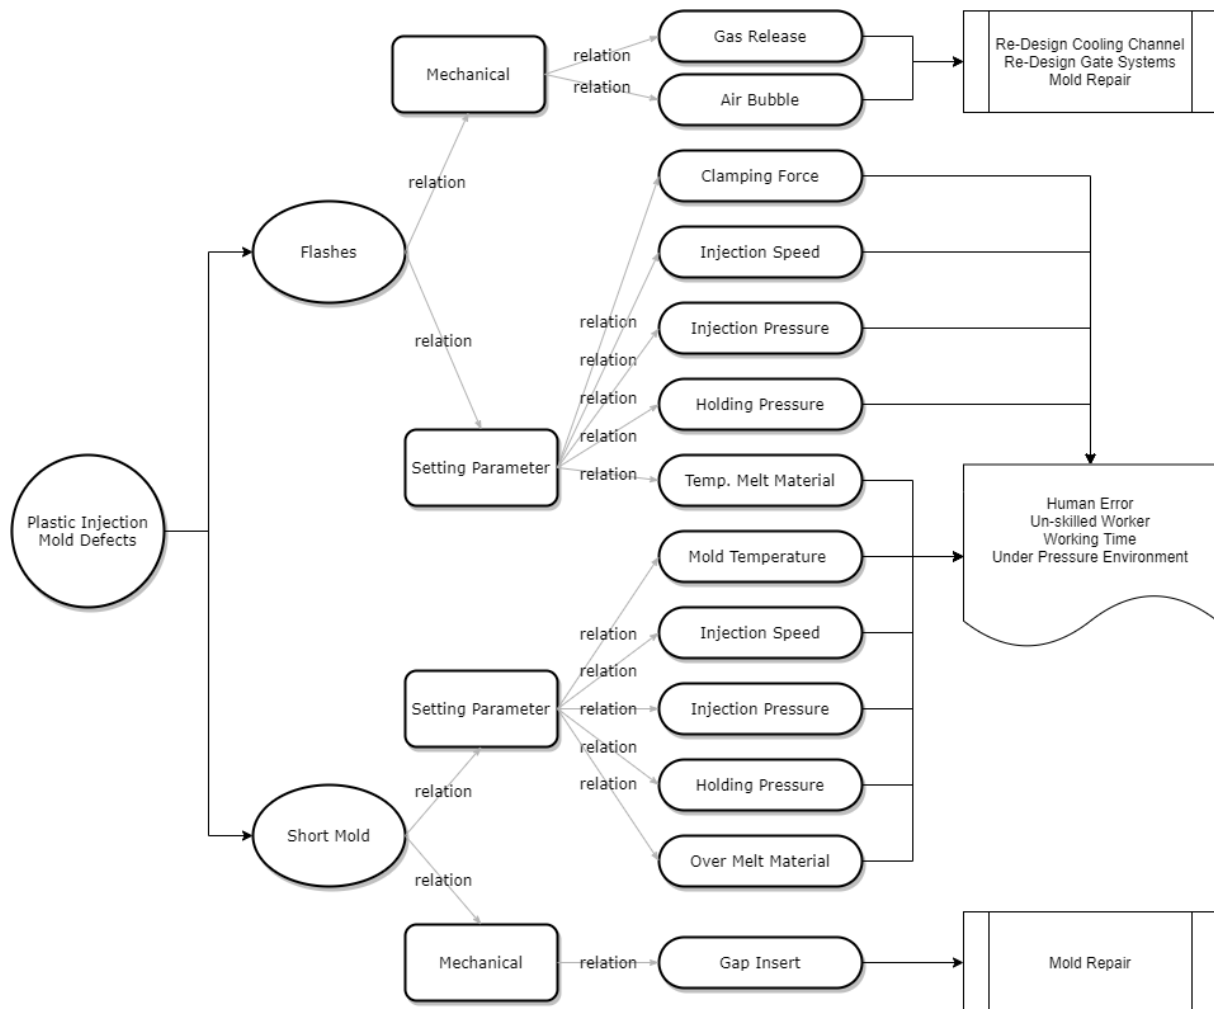 Gas Release
Re-Design Cooling Channel
Re-Design Gate Systems
Mold Repair
relation
Mechanical
relation
Air Bubble
relation
Clamping Force
Flashes
Injection Speed
relation
Injection Pressure
relation
relation
relation
Holding Pressure
relation
Setting Parameter
relation
Temp. Melt Material
Plastic Injection
Mold Defects
Human Error
Un-skilled Worker
Working Time
Under Pressure Environment
Mold Temperature
relation
Injection Speed
relation
Setting Parameter
relation
Injection Pressure
relation
relation
relation
Holding Pressure
Short Mold
Over Melt Material
relation
Mechanical
relation
Gap Insert
Mold Repair